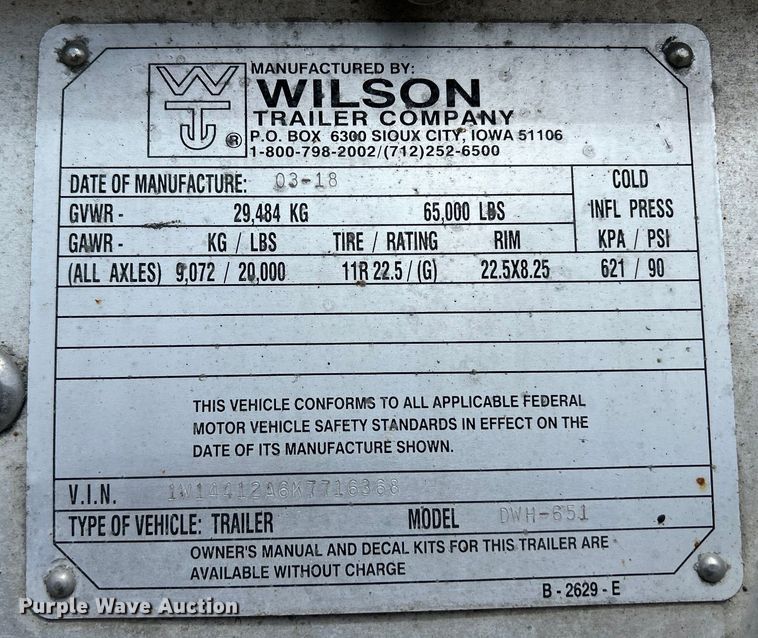 WT
®
MANUFACTURED BY:
WILSON
TRAILER COMPANY
P.O. BOX 6300 SIOUX CITY, IOWA 51106
1-800-798-2002/(712)252-6500
DATE OF MANUFACTURE: 03-18
COLD
GVWR - 29,484 KG 65,000 LBS INFL PRESS
GAWR - KG / LBS TIRE / RATING RIM KPA / PSI
(ALL AXLES) 9,072 / 20,000 11R 22.5 / (G) 22.5X8.25 621 / 90
THIS VEHICLE CONFORMS TO ALL APPLICABLE FEDERAL
MOTOR VEHICLE SAFETY STANDARDS IN EFFECT ON THE
DATE OF ITS MANUFACTURE SHOWN.
V.I.N. 1W14412A6K7716368
TYPE OF VEHICLE: TRAILER MODEL DWH-651
OWNER'S MANUAL AND DECAL KITS FOR THIS TRAILER ARE
AVAILABLE WITHOUT CHARGE
B - 2629 - E
Purple Wave Auction